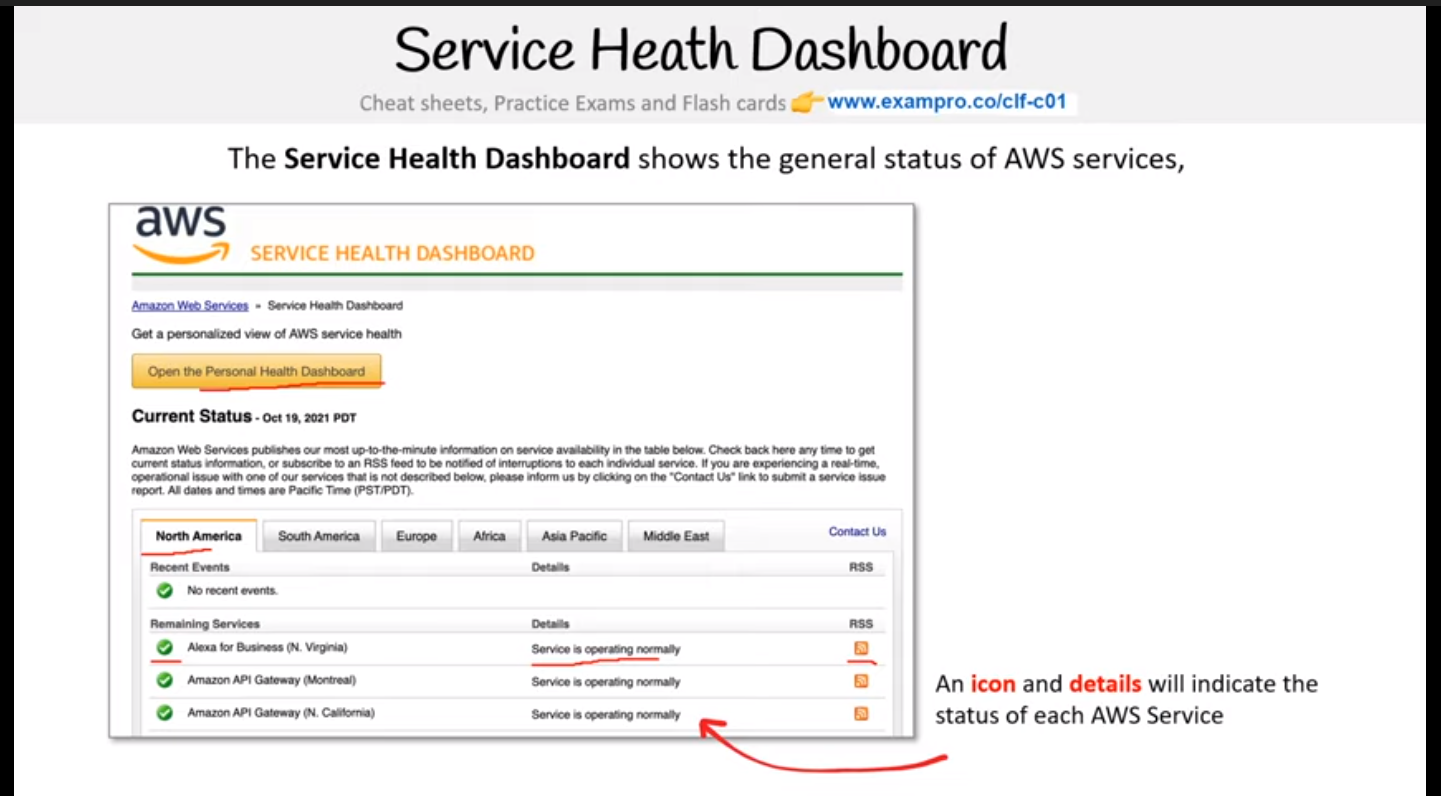 Service Heath Dashboard
Cheat sheets, Practice Exams and Flash cards 👉 www.exampro.co/clf-c01
The Service Health Dashboard shows the general status of AWS services,
aws
SERVICE HEALTH DASHBOARD
Amazon Web Services » Service Health Dashboard
Get a personalized view of AWS service health
Open the Personal Health Dashboard
Current Status - Oct 19, 2021 PDT
Amazon Web Services publishes our most up-to-the-minute information on service availability in the table below. Check back here any time to get
current status information, or subscribe to an RSS feed to be notified of interruptions to each individual service. If you are experiencing a real-time,
operational issue with one of our services that is not described below, please inform us by clicking on the "Contact Us" link to submit a service issue
report. All dates and times are Pacific Time (PST/PDT).
North America South America Europe Africa Asia Pacific Middle East Contact Us
Recent Events Details RSS
No recent events.
Remaining Services Details RSS
Alexa for Business (N. Virginia) Service is operating normally
Amazon API Gateway (Montreal) Service is operating normally
Amazon API Gateway (N. California) Service is operating normally
An icon and details will indicate the
status of each AWS Service